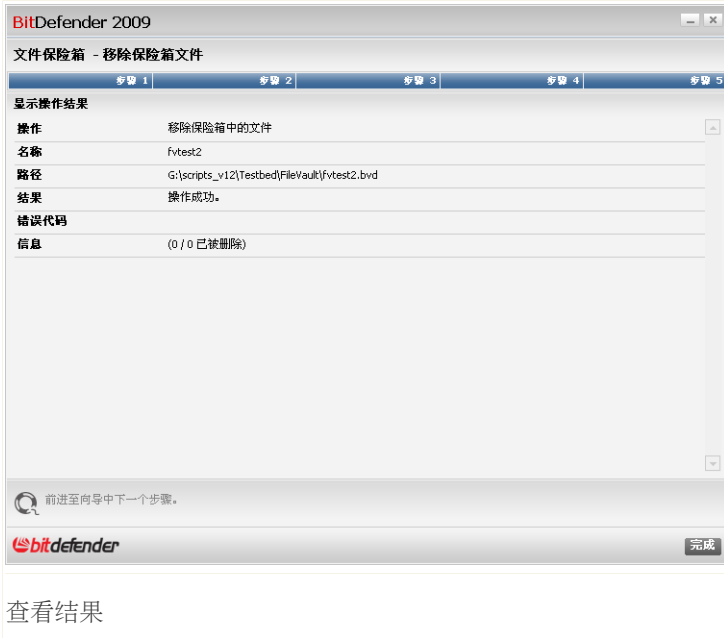 BitDefender 2009
文件保险箱 - 移除保险箱文件
步骤 1 步骤 2 步骤 3 步骤 4 步骤 5
显示操作结果
操作 移除保险箱中的文件
名称 fvtest2
路径 G:\scripts_v12\Testbed\FileVault\fvtest2.bvd
结果 操作成功。
错误代码
信息 (0 / 0 已被删除)
前进至向导中下一个步骤。
bitdefender
完成
查看结果